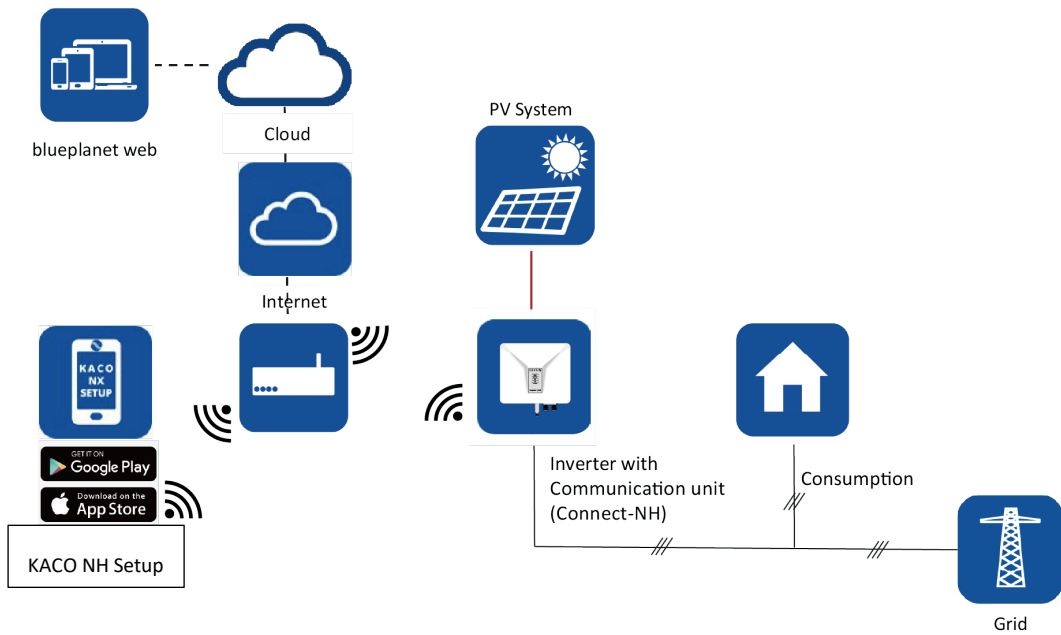 blueplanet web
Cloud
PV System
Internet
KACO
NX
SETUP
GET IT ON
Google Play
Download on the
App Store
KACO NH Setup
Inverter with
Communication unit
(Connect-NH)
Consumption
Grid